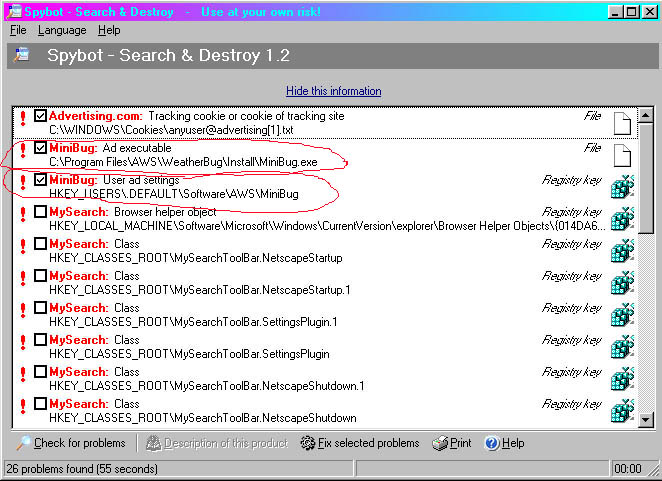 Spybot - Search & Destroy - Use at your own risk!
File Language Help
Spybot - Search & Destroy 1.2
Hide this information
Advertising.com: Tracking cookie or cookie of tracking site File
C:\WINDOWS\Cookies\anyuser@advertising[1].txt
MiniBug: Ad executable File
C:\Program Files\AWS\WeatherBug\Install\MiniBug.exe
MiniBug: User ad settings Registry key
HKEY_USERS\.DEFAULT\Software\AWS\MiniBug
MySearch: Browser helper object Registry key
HKEY_LOCAL_MACHINE\Software\Microsoft\Windows\CurrentVersion\explorer\Browser Helper Objects\{014DA6...
MySearch: Class Registry key
HKEY_CLASSES_ROOT\MySearchToolBar.NetscapeStartup
MySearch: Class Registry key
HKEY_CLASSES_ROOT\MySearchToolBar.NetscapeStartup.1
MySearch: Class Registry key
HKEY_CLASSES_ROOT\MySearchToolBar.SettingsPlugin.1
MySearch: Class Registry key
HKEY_CLASSES_ROOT\MySearchToolBar.SettingsPlugin
MySearch: Class Registry key
HKEY_CLASSES_ROOT\MySearchToolBar.NetscapeShutdown.1
MySearch: Class Registry key
HKEY_CLASSES_ROOT\MySearchToolBar.NetscapeShutdown
Check for problems Description of this product Fix selected problems Print Help
26 problems found (55 seconds) 00:00